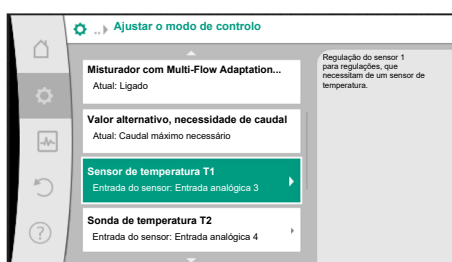 ..▸ Ajustar o modo de controlo
Misturador com Multi-Flow Adaptation...
Atual: Ligado
Valor alternativo, necessidade de caudal
Atual: Caudal máximo necessário
Sensor de temperatura T1
Entrada do sensor: Entrada analógica 3
Sonda de temperatura T2
Entrada do sensor: Entrada analógica 4
Regulação do sensor 1
para regulações, que
necessitam de um sensor de
temperatura.
?